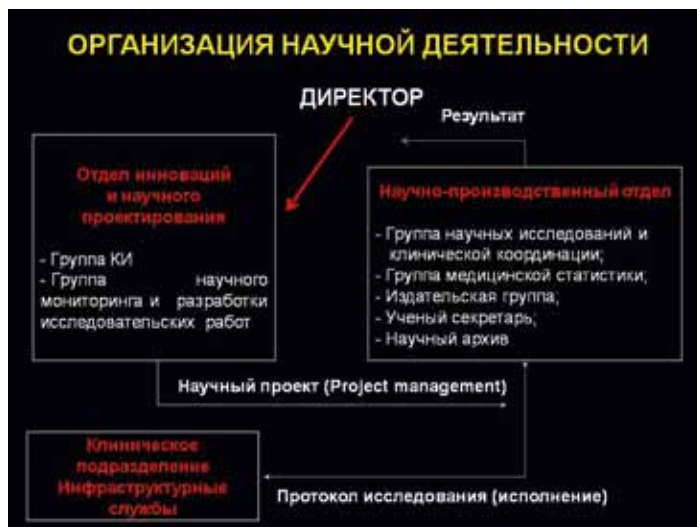 ОРГАНИЗАЦИЯ НАУЧНОЙ ДЕЯТЕЛЬНОСТИ
ДИРЕКТОР
Результат
Отдел инноваций
и научного
проектирования
- Группа КИ
- Группа научного
мониторинга и разработки
исследовательских работ
Научно-производственный отдел
- Группа научных исследований и
клинической координации;
- Группа медицинской статистики;
- Издательская группа;
- Ученый секретарь;
- Научный архив
Научный проект (Project management)
Клиническое
подразделение
Инфраструктурные
службы
Протокол исследования (исполнение)